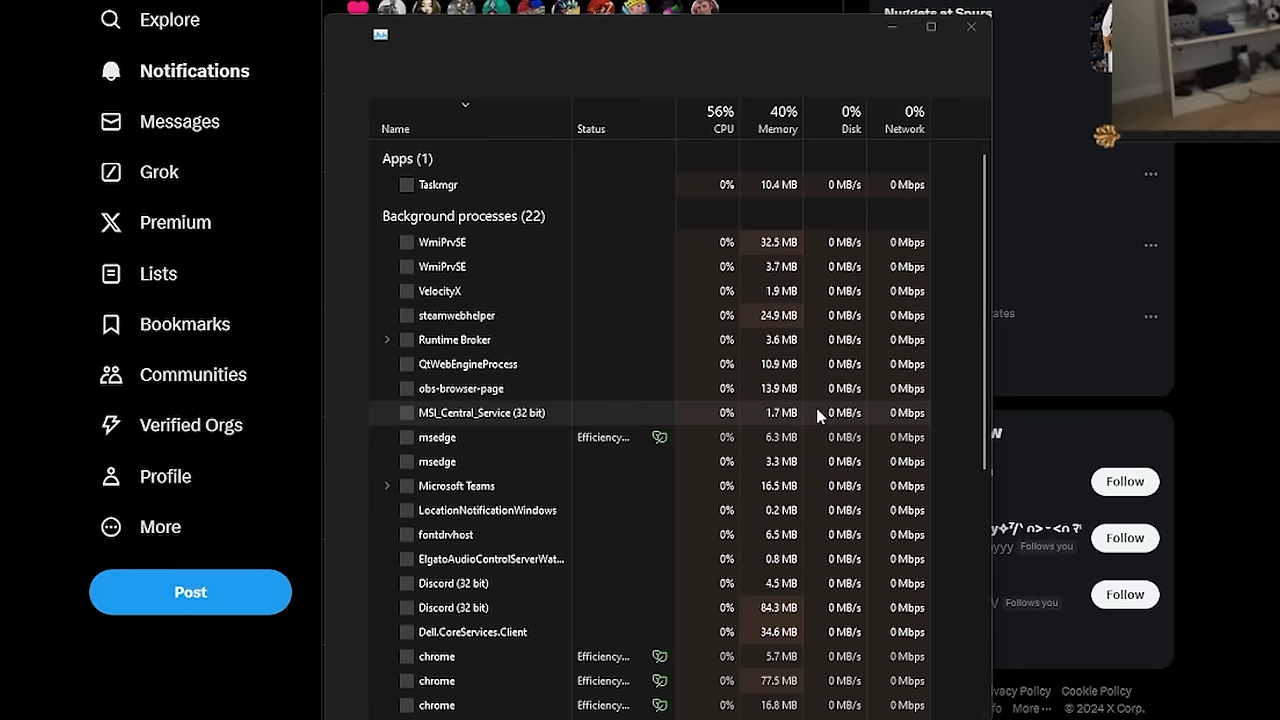 Explore
Notifications
Messages
Grok
Premium
Lists
Bookmarks
Communities
Verified Orgs
Profile
More
Post
Name Status 56% CPU 40% Memory 0% Disk 0% Network
Apps (1)
Taskmgr 0% 10.4 MB 0 MB/s 0 Mbps
Background processes (22)
WmiPrvSE 0% 32.5 MB 0 MB/s 0 Mbps
WmiPrvSE 0% 3.7 MB 0 MB/s 0 Mbps
VelocityX 0% 1.9 MB 0 MB/s 0 Mbps
steamwebhelper 0% 24.9 MB 0 MB/s 0 Mbps
Runtime Broker 0% 3.6 MB 0 MB/s 0 Mbps
QtWebEngineProcess 0% 10.9 MB 0 MB/s 0 Mbps
obs-browser-page 0% 13.9 MB 0 MB/s 0 Mbps
MSI_Central_Service (32 bit) 0% 1.7 MB 0 MB/s 0 Mbps
msedge Efficiency... 0% 6.3 MB 0 MB/s 0 Mbps
msedge 0% 3.3 MB 0 MB/s 0 Mbps
Microsoft Teams 0% 16.5 MB 0 MB/s 0 Mbps
LocationNotificationWindows 0% 0.2 MB 0 MB/s 0 Mbps
fontdrvhost 0% 6.5 MB 0 MB/s 0 Mbps
ElgatoAudioControlServerWat... 0% 0.8 MB 0 MB/s 0 Mbps
Discord (32 bit) 0% 4.5 MB 0 MB/s 0 Mbps
Discord (32 bit) 0% 84.3 MB 0 MB/s 0 Mbps
Dell.CoreServices.Client 0% 34.6 MB 0 MB/s 0 Mbps
chrome Efficiency... 0% 5.7 MB 0 MB/s 0 Mbps
chrome Efficiency... 0% 77.5 MB 0 MB/s 0 Mbps
chrome Efficiency... 0% 16.8 MB 0 MB/s 0 Mbps
Nuggets at Spurs
ates
w
Follow
Follow
yyy Follows you
Follow
Follows you
ivacy Policy Cookie Policy
fo More ··· © 2024 X Corp.